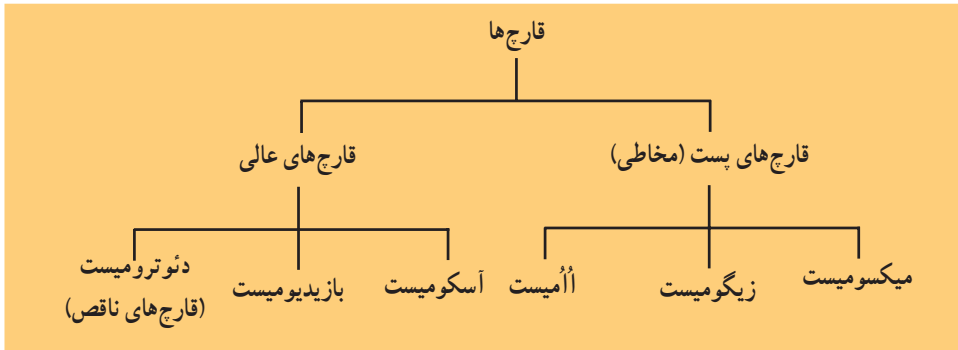 قارچ‌ها
قارچ‌های پست (مخاطی)
قارچ‌های عالی
میکسومیست
زیگومیست
اُاُمیست
آسکومیست
بازیدیومیست
دئوترومیست
(قارچ‌های ناقص)